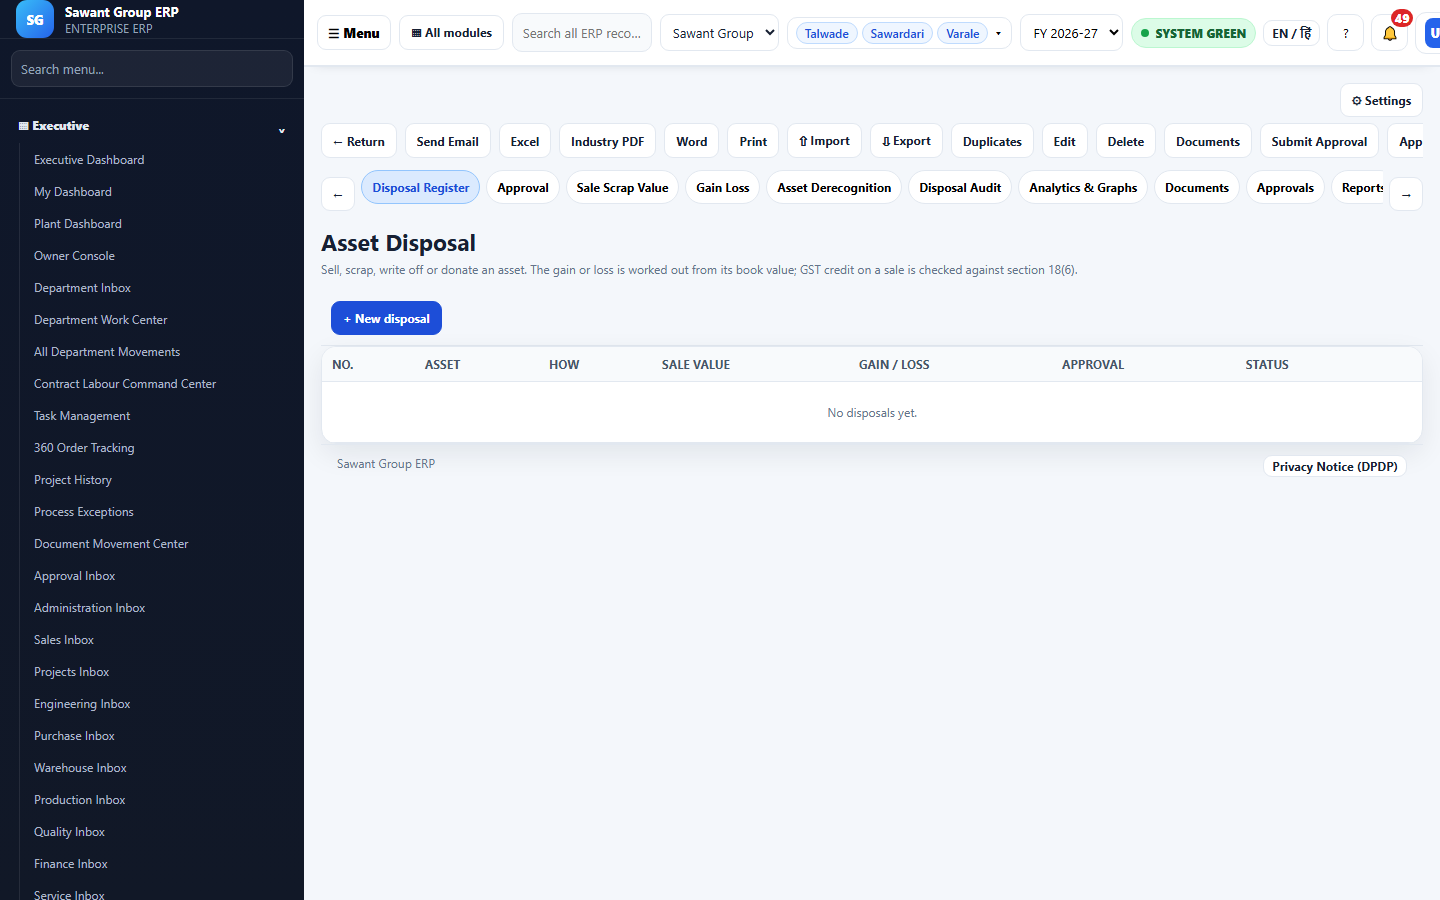 SG
Sawant Group ERP
ENTERPRISE ERP
Search menu...
Executive
Executive Dashboard
My Dashboard
Plant Dashboard
Owner Console
Department Inbox
Department Work Center
All Department Movements
Contract Labour Command Center
Task Management
360 Order Tracking
Project History
Process Exceptions
Document Movement Center
Approval Inbox
Administration Inbox
Sales Inbox
Projects Inbox
Engineering Inbox
Purchase Inbox
Warehouse Inbox
Production Inbox
Quality Inbox
Finance Inbox
Service Inbox
☰ Menu
All modules
Search all ERP reco...
Sawant Group
Talwade Sawardari Varale
FY 2026-27
SYSTEM GREEN
EN / हिं
?
49
U
⚙ Settings
← Return
Send Email
Excel
Industry PDF
Word
Print
⇧ Import
⇩ Export
Duplicates
Edit
Delete
Documents
Submit Approval
App
←
Disposal Register
Approval
Sale Scrap Value
Gain Loss
Asset Derecognition
Disposal Audit
Analytics & Graphs
Documents
Approvals
Reports
→
Asset Disposal
Sell, scrap, write off or donate an asset. The gain or loss is worked out from its book value; GST credit on a sale is checked against section 18(6).
+ New disposal
NO. ASSET HOW SALE VALUE GAIN / LOSS APPROVAL STATUS
No disposals yet.
Sawant Group ERP
Privacy Notice (DPDP)